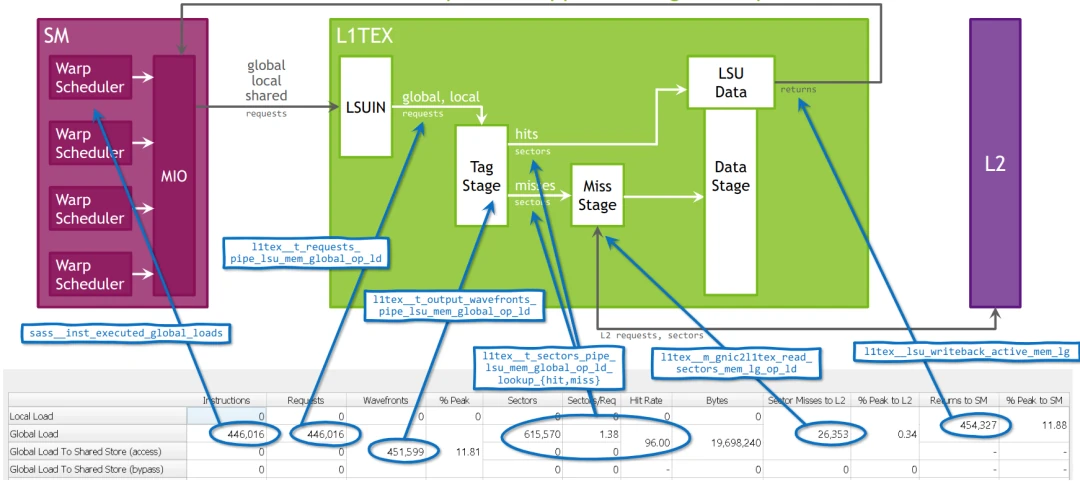 SM
Warp
Scheduler
Warp
Scheduler
Warp
Scheduler
Warp
Scheduler
MIO
global
local
shared
requests
L1TEX
LSUIN
global, local
requests
Tag
Stage
hits
sectors
misses
sectors
Miss
Stage
LSU
Data
returns
Data
Stage
L2
L2 requests, sectors
sass__inst_executed_global_loads
l1tex__t_requests_
pipe_lsu_mem_global_op_ld
l1tex__t_output_wavefronts_
pipe_lsu_mem_global_op_ld
l1tex__t_sectors_pipe_
lsu_mem_global_op_ld_
lookup_{hit,miss}
l1tex__m_gnic2l1tex_read_
sectors_mem_lg_op_ld
l1tex__lsu_writeback_active_mem_lg
Instructions Requests Wavefronts % Peak Sectors Sectors/Req Hit Rate Bytes Sector Misses to L2 % Peak to L2 Returns to SM % Peak to SM
Local Load 0 0 0 0 0 0 0 0
Global Load 446,016 446,016 451,599 11.81 615,570 1.38 96.00 19,698,240 26,353 0.34 454,327 11.88
Global Load To Shared Store (access) 0 0 0 0 - -
Global Load To Shared Store (bypass) 0 0 0 0 0 0 - 0 0 0 - -